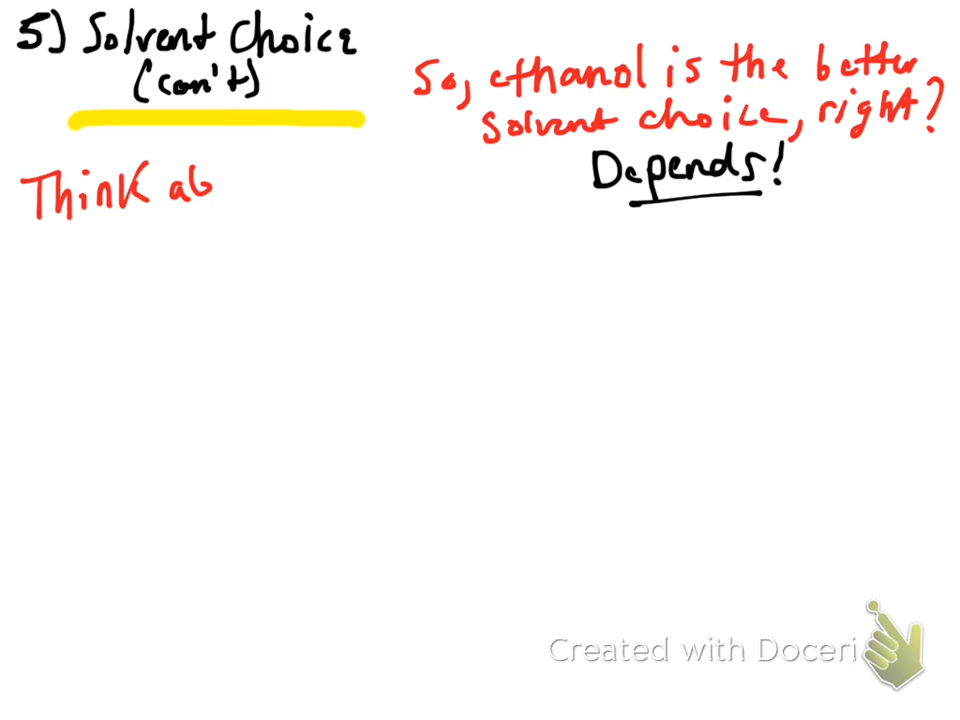 5) Solvent Choice
(con't)
So, ethanol is the better
solvent choice, right?
Depends!
Think ab
Created with Doceri